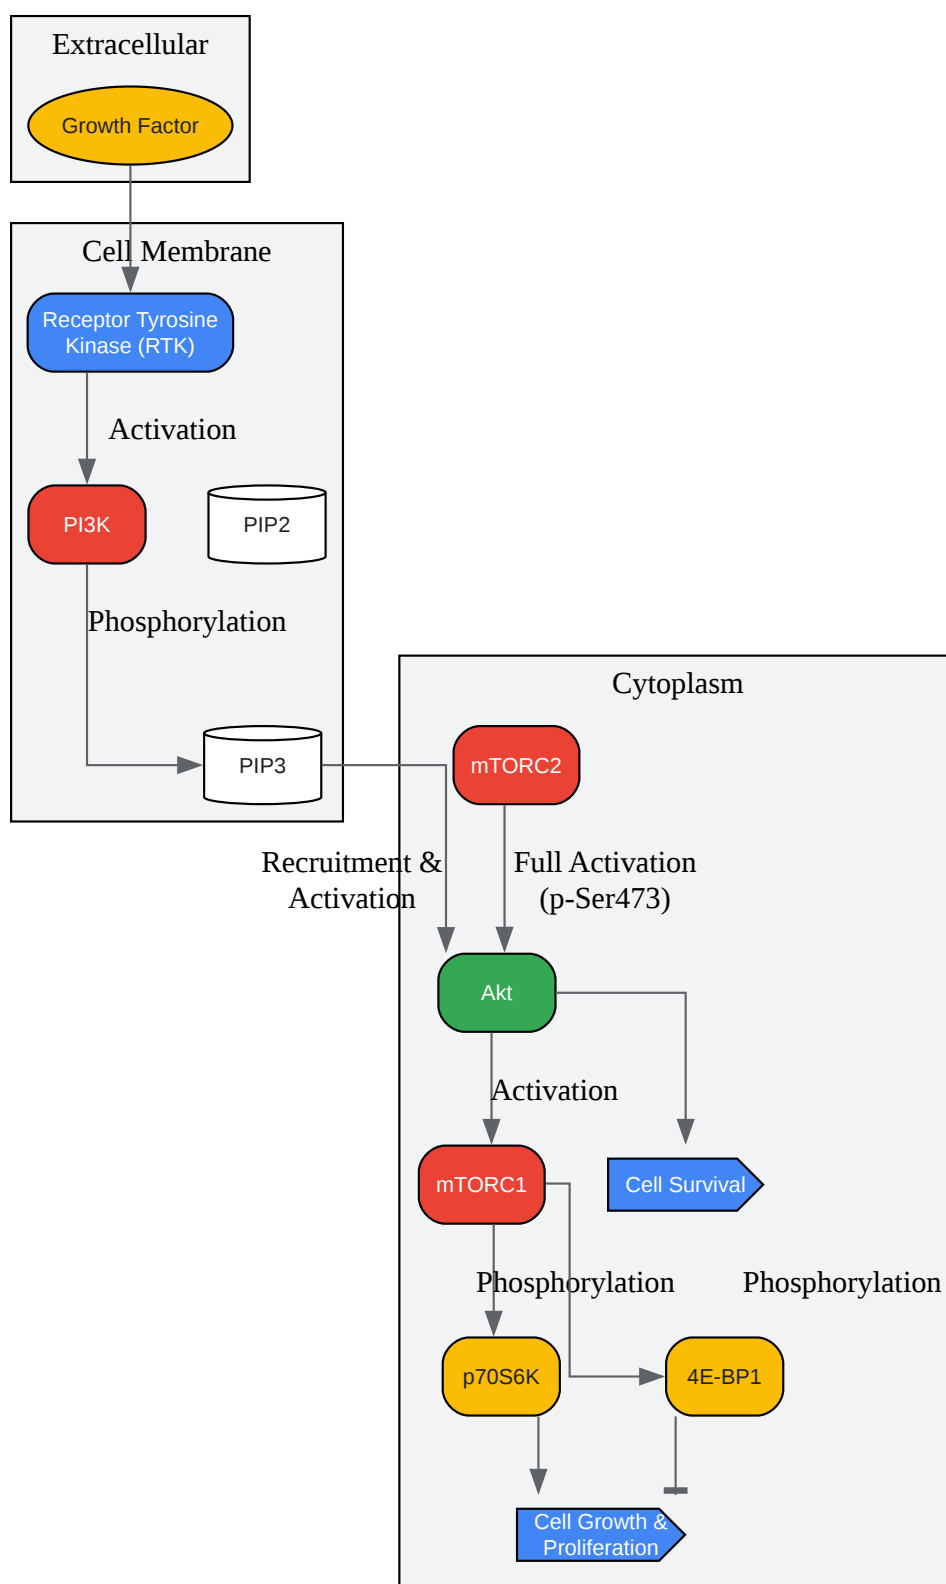 Extracellular
Growth Factor
Cell Membrane
Receptor Tyrosine
Kinase (RTK)
Activation
PI3K
PIP2
Phosphorylation
Cytoplasm
PIP3
mTORC2
Recruitment &
Activation
Full Activation
(p-Ser473)
Akt
Activation
mTORC1
Cell Survival
Phosphorylation
Phosphorylation
p70S6K
4E-BP1
Cell Growth &
Proliferation